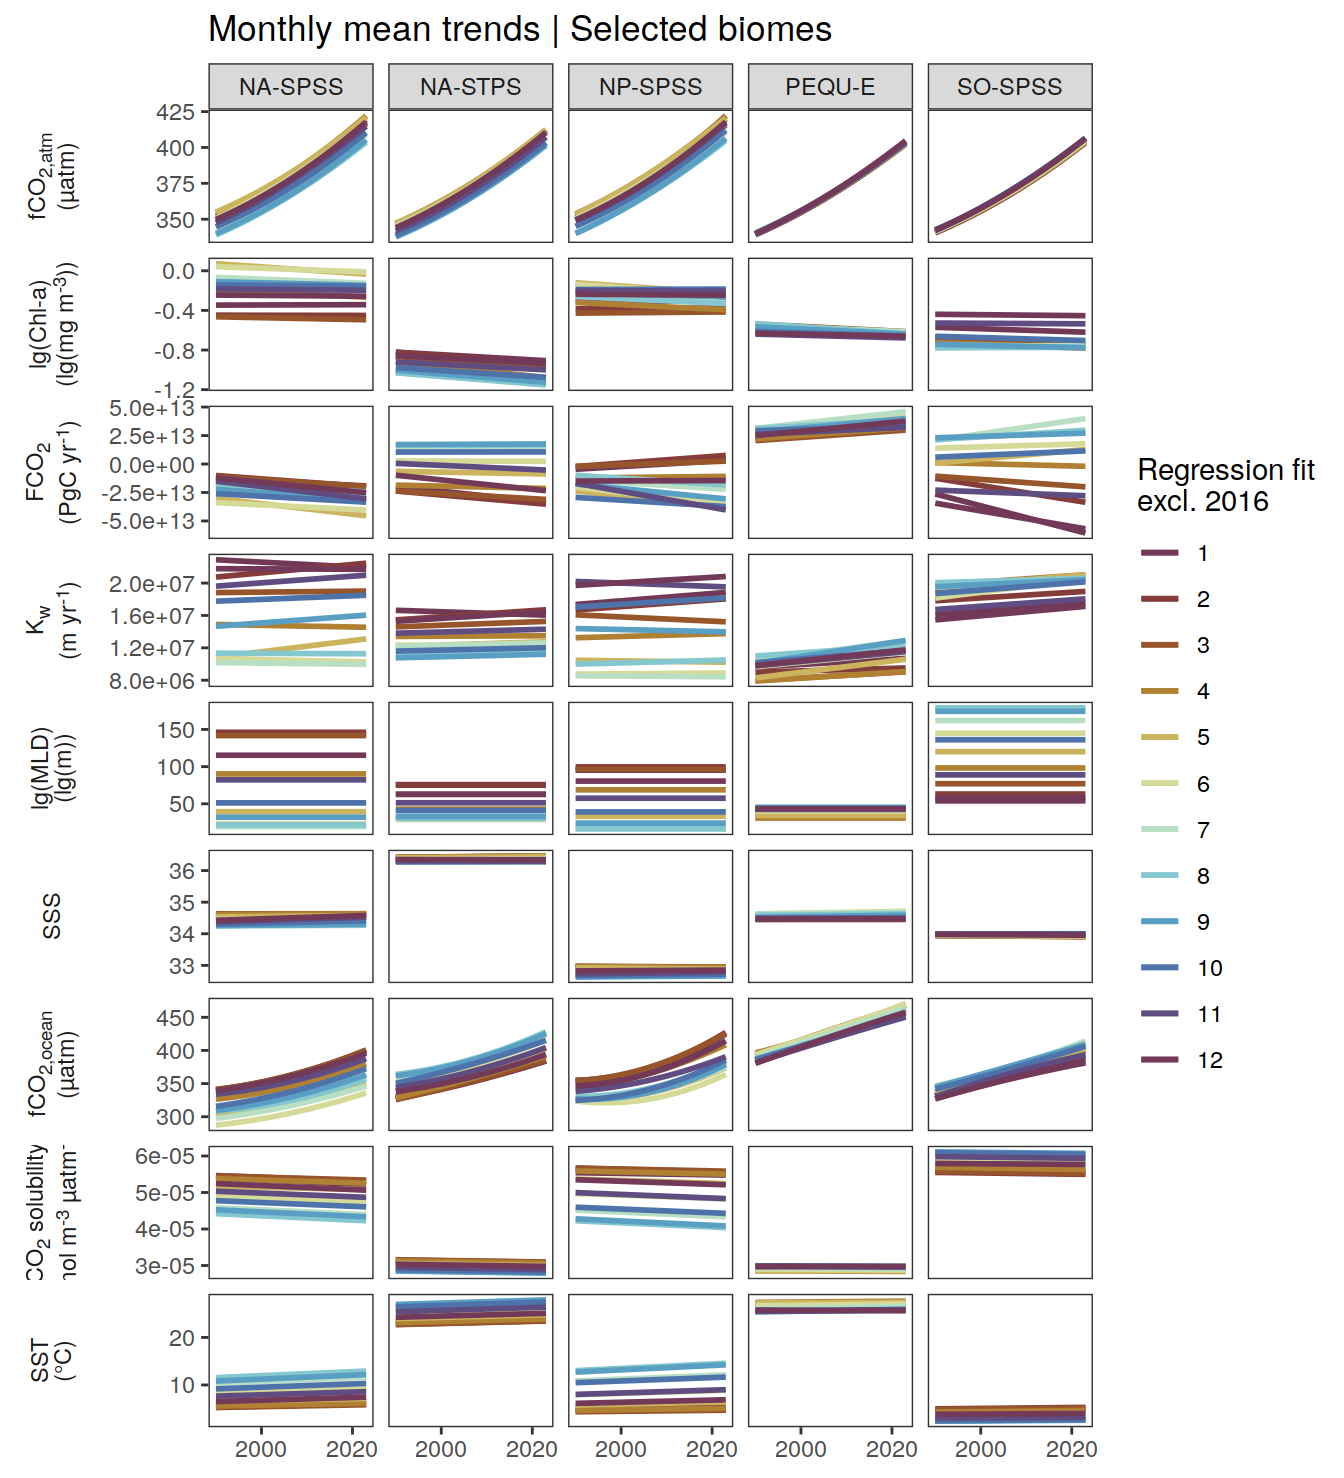 Monthly mean trends | Selected biomes
NA-SPSS NA-STPS NP-SPSS PEQU-E SO-SPSS
fCO2,atm
(µatm)
425
400
375
350
lg(Chl-a)
(lg(mg m-3))
0.0
-0.4
-0.8
-1.2
FCO2
(PgC yr-1)
5.0e+13
2.5e+13
0.0e+00
-2.5e+13
-5.0e+13
Kw
(m yr-1)
2.0e+07
1.6e+07
1.2e+07
8.0e+06
lg(MLD)
(lg(m))
150
100
50
SSS
36
35
34
33
fCO2,ocean
(µatm)
450
400
350
300
CO2 solubility
mol m-3 µatm-
6e-05
5e-05
4e-05
3e-05
SST
(°C)
20
10
2000 2020 2000 2020 2000 2020 2000 2020 2000 2020
Regression fit
excl. 2016
1
2
3
4
5
6
7
8
9
10
11
12